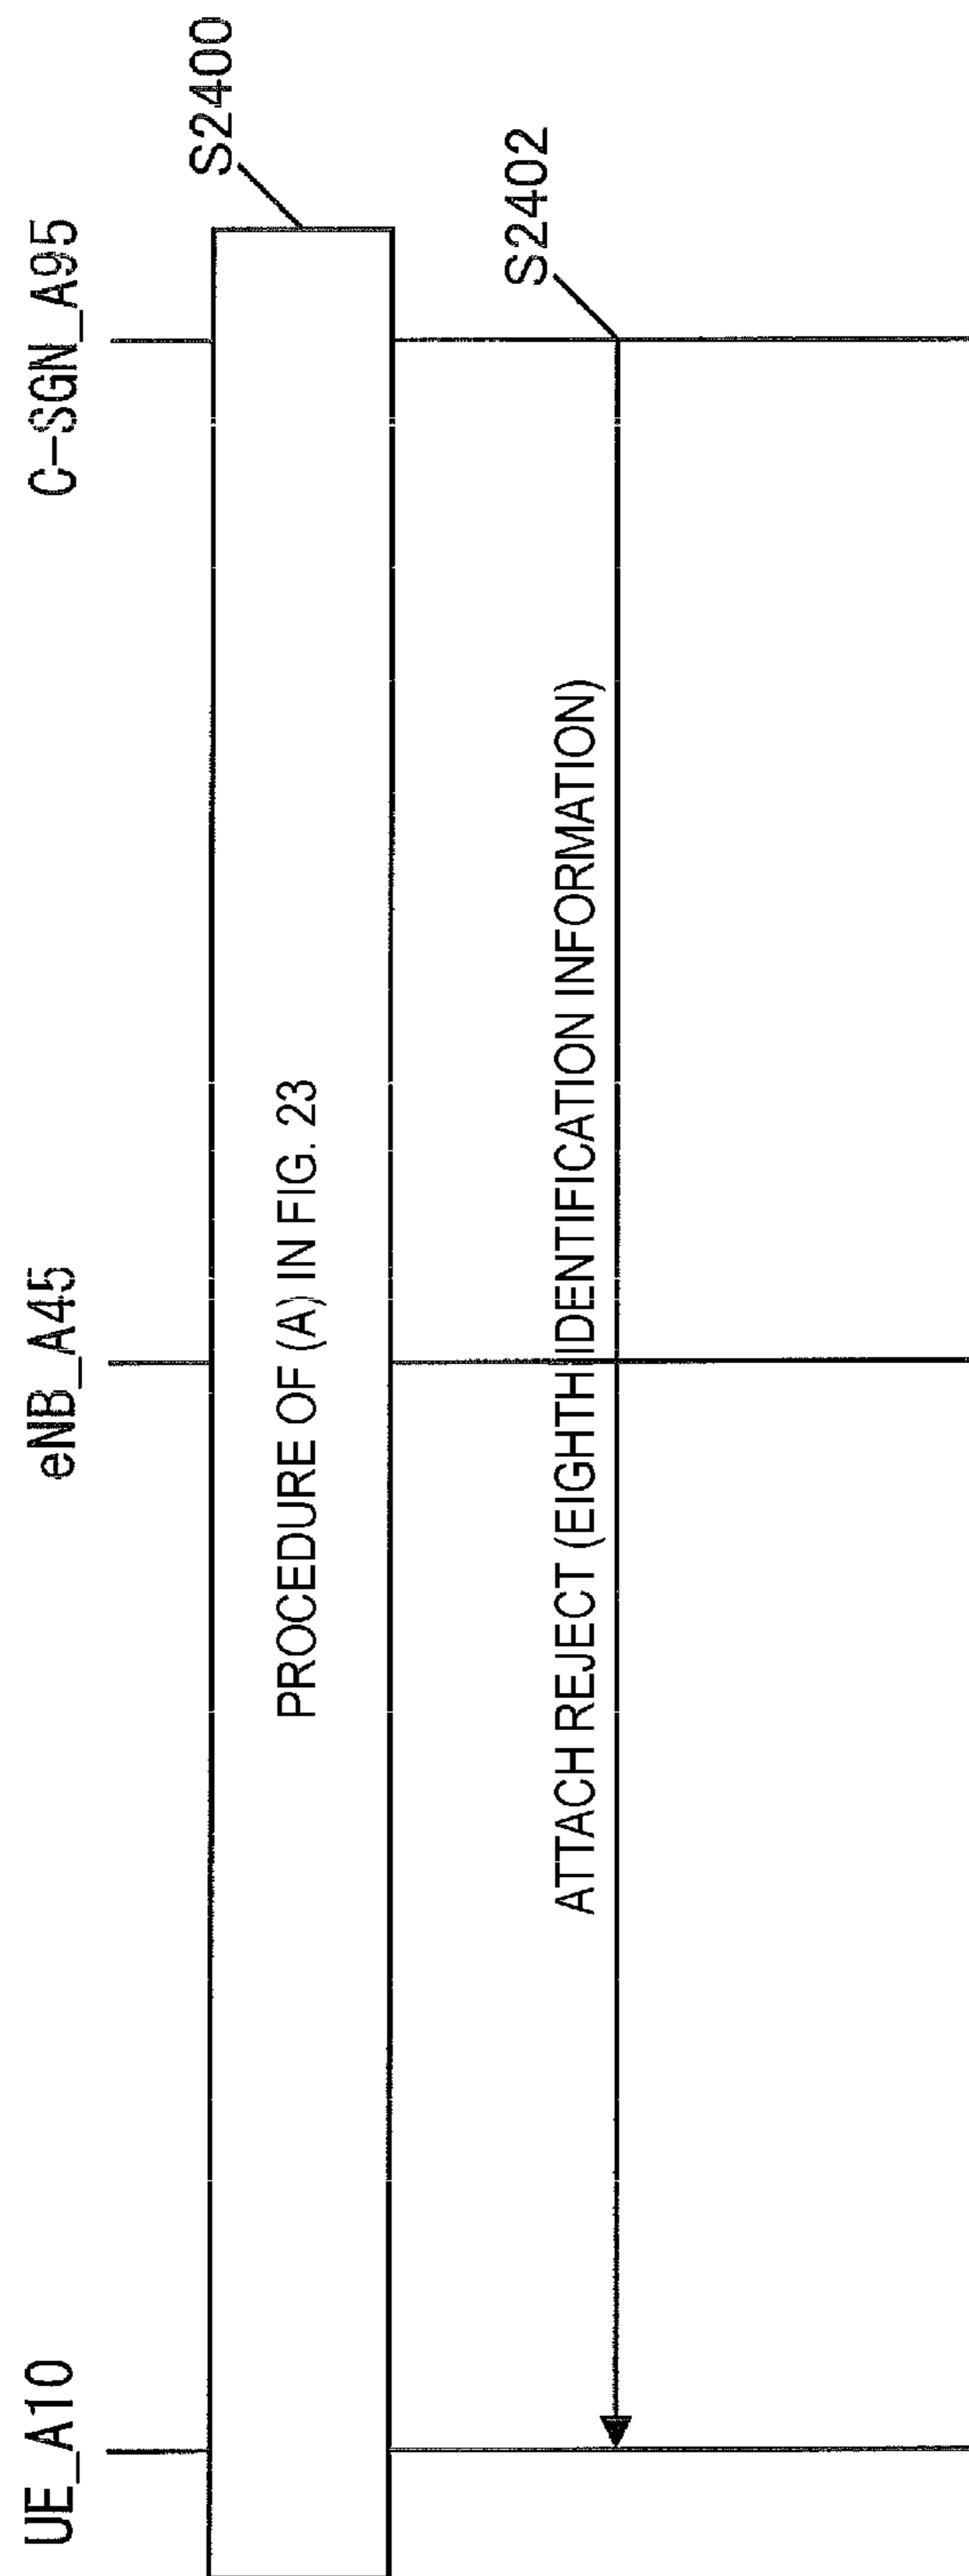 UE_A10
eNB_A45
C-SGN_A95
S2400
PROCEDURE OF (A) IN FIG. 23
S2402
ATTACH REJECT (EIGHTH IDENTIFICATION INFORMATION)